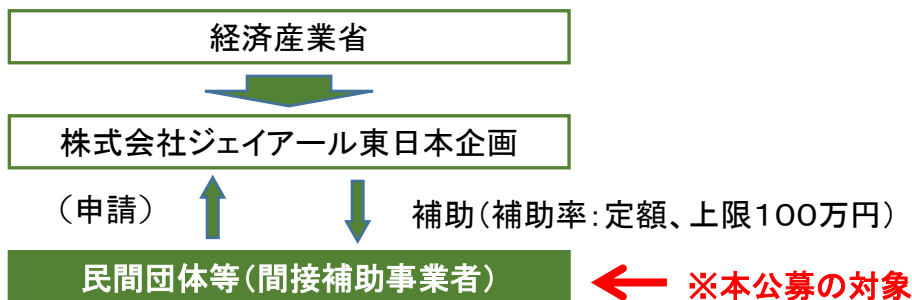 経済産業省
株式会社ジェイアール東日本企画
（申請）
補助（補助率：定額、上限１００万円）
民間団体等（間接補助事業者）
※本公募の対象